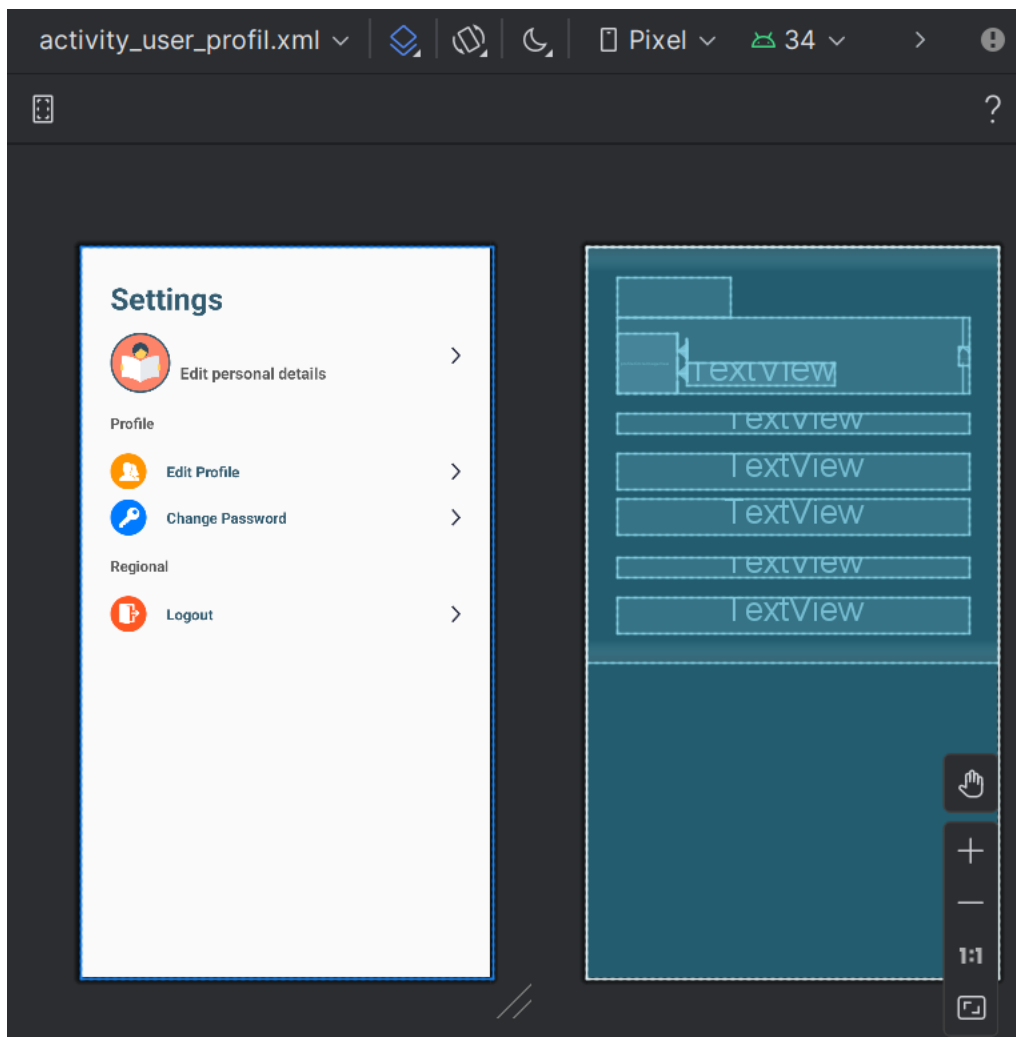 activity_user_profil.xml Pixel 34
?
Settings
Edit personal details
Profile
Edit Profile
Change Password
Regional
Logout
TextView
TextView
TextView
TextView
TextView
TextView
1:1